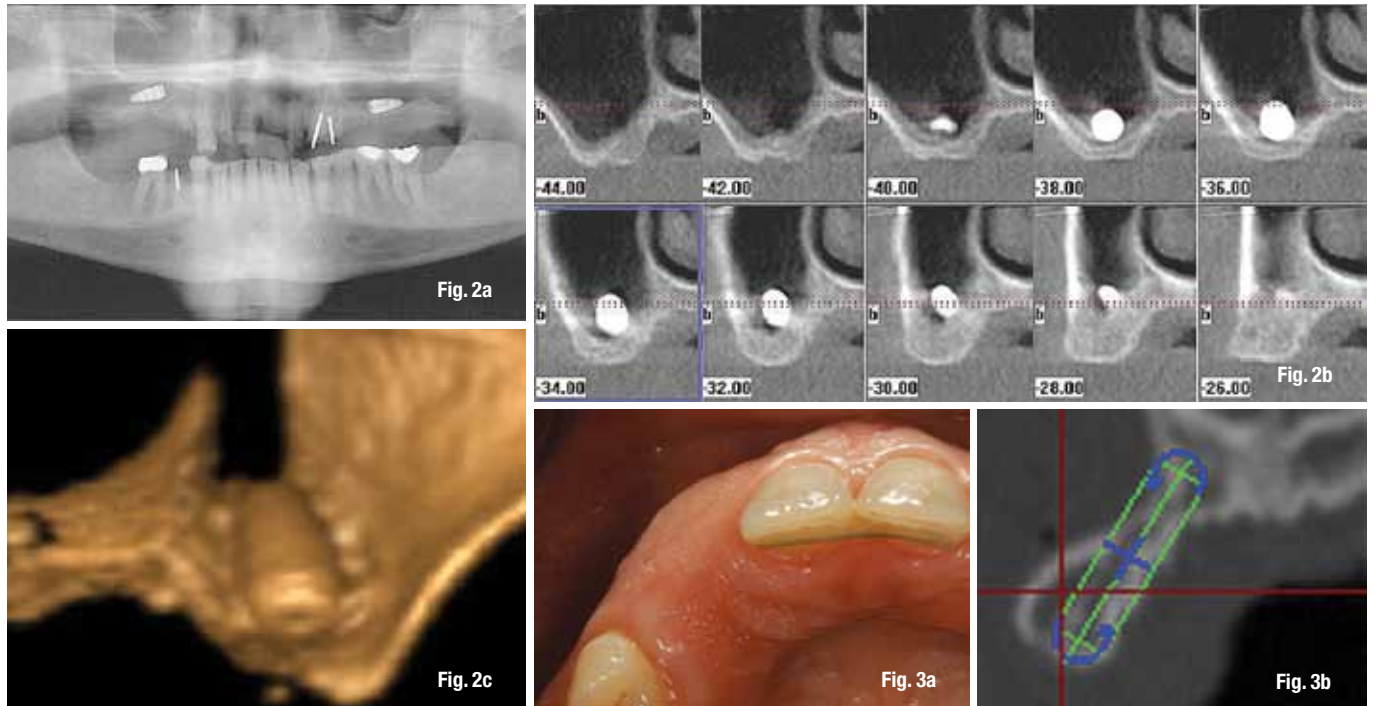 Fig. 2a
b
b
b
b
b
-44.00
-42.00
-40.00
-38.00
-36.00
b
b
b
b
b
-34.00
-32.00
-30.00
-28.00
-26.00
Fig. 2b
Fig. 2c
Fig. 3a
Fig. 3b